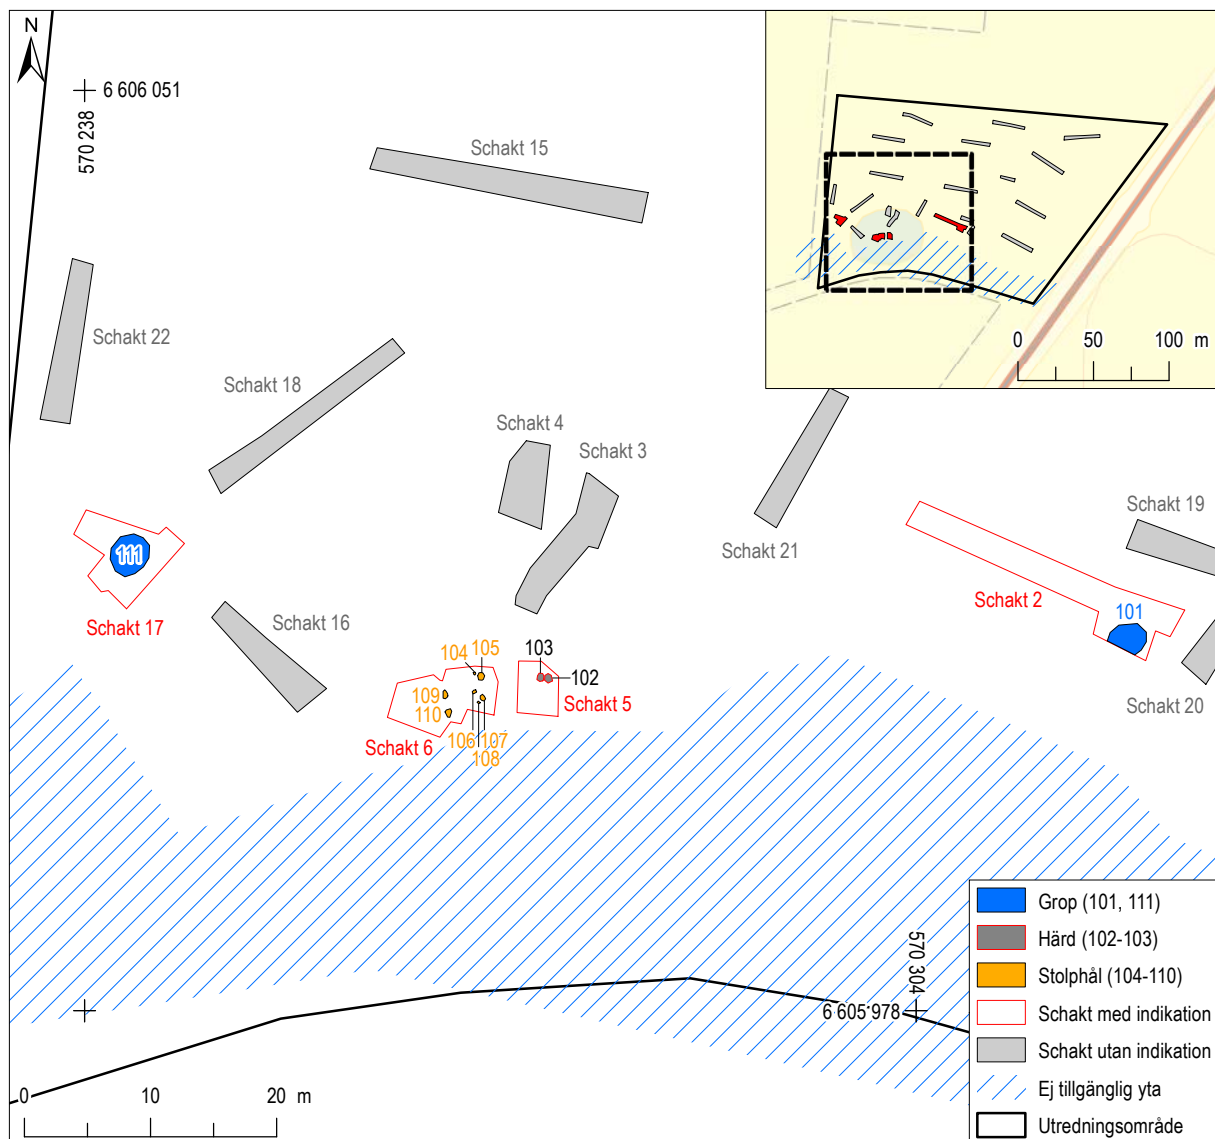 N
6 606 051
570 238
Schakt 15
0 50 100 m
Schakt 22
Schakt 18
Schakt 4
Schakt 3
Schakt 21
Schakt 19
111
Schakt 17
Schakt 16
Schakt 2
101
Schakt 20
104 105
103
102
109
110
Schakt 5
Schakt 6
106 107
108
570 304
6 605 978
0 10 20 m
Grop (101, 111)
Härd (102-103)
Stolphål (104-110)
Schakt med indikation
Schakt utan indikation
Ej tillgänglig yta
Utredningsområde